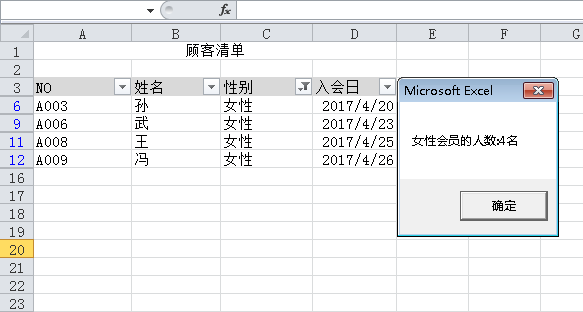 fx
A B C D E F G
1 顾客清单
2
3 NO 姓名 性别 入会日
6 A003 孙 女性 2017/4/20
9 A006 武 女性 2017/4/23
11 A008 王 女性 2017/4/25
12 A009 冯 女性 2017/4/26
16
17
18
19
20
21
22
23
Microsoft Excel
女性会员的人数:4名
确定